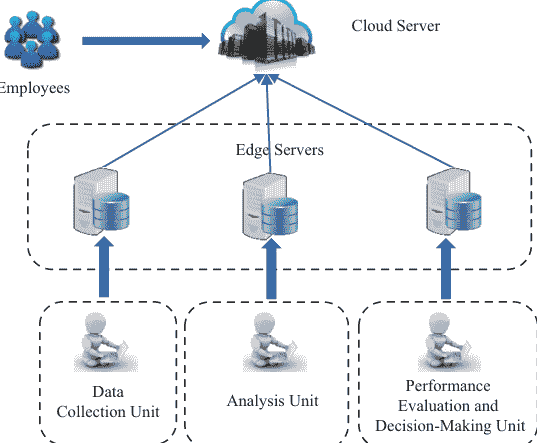 Cloud Server
Employees
Edge Servers
Data
Collection Unit
Analysis Unit
Performance
Evaluation and
Decision-Making Unit